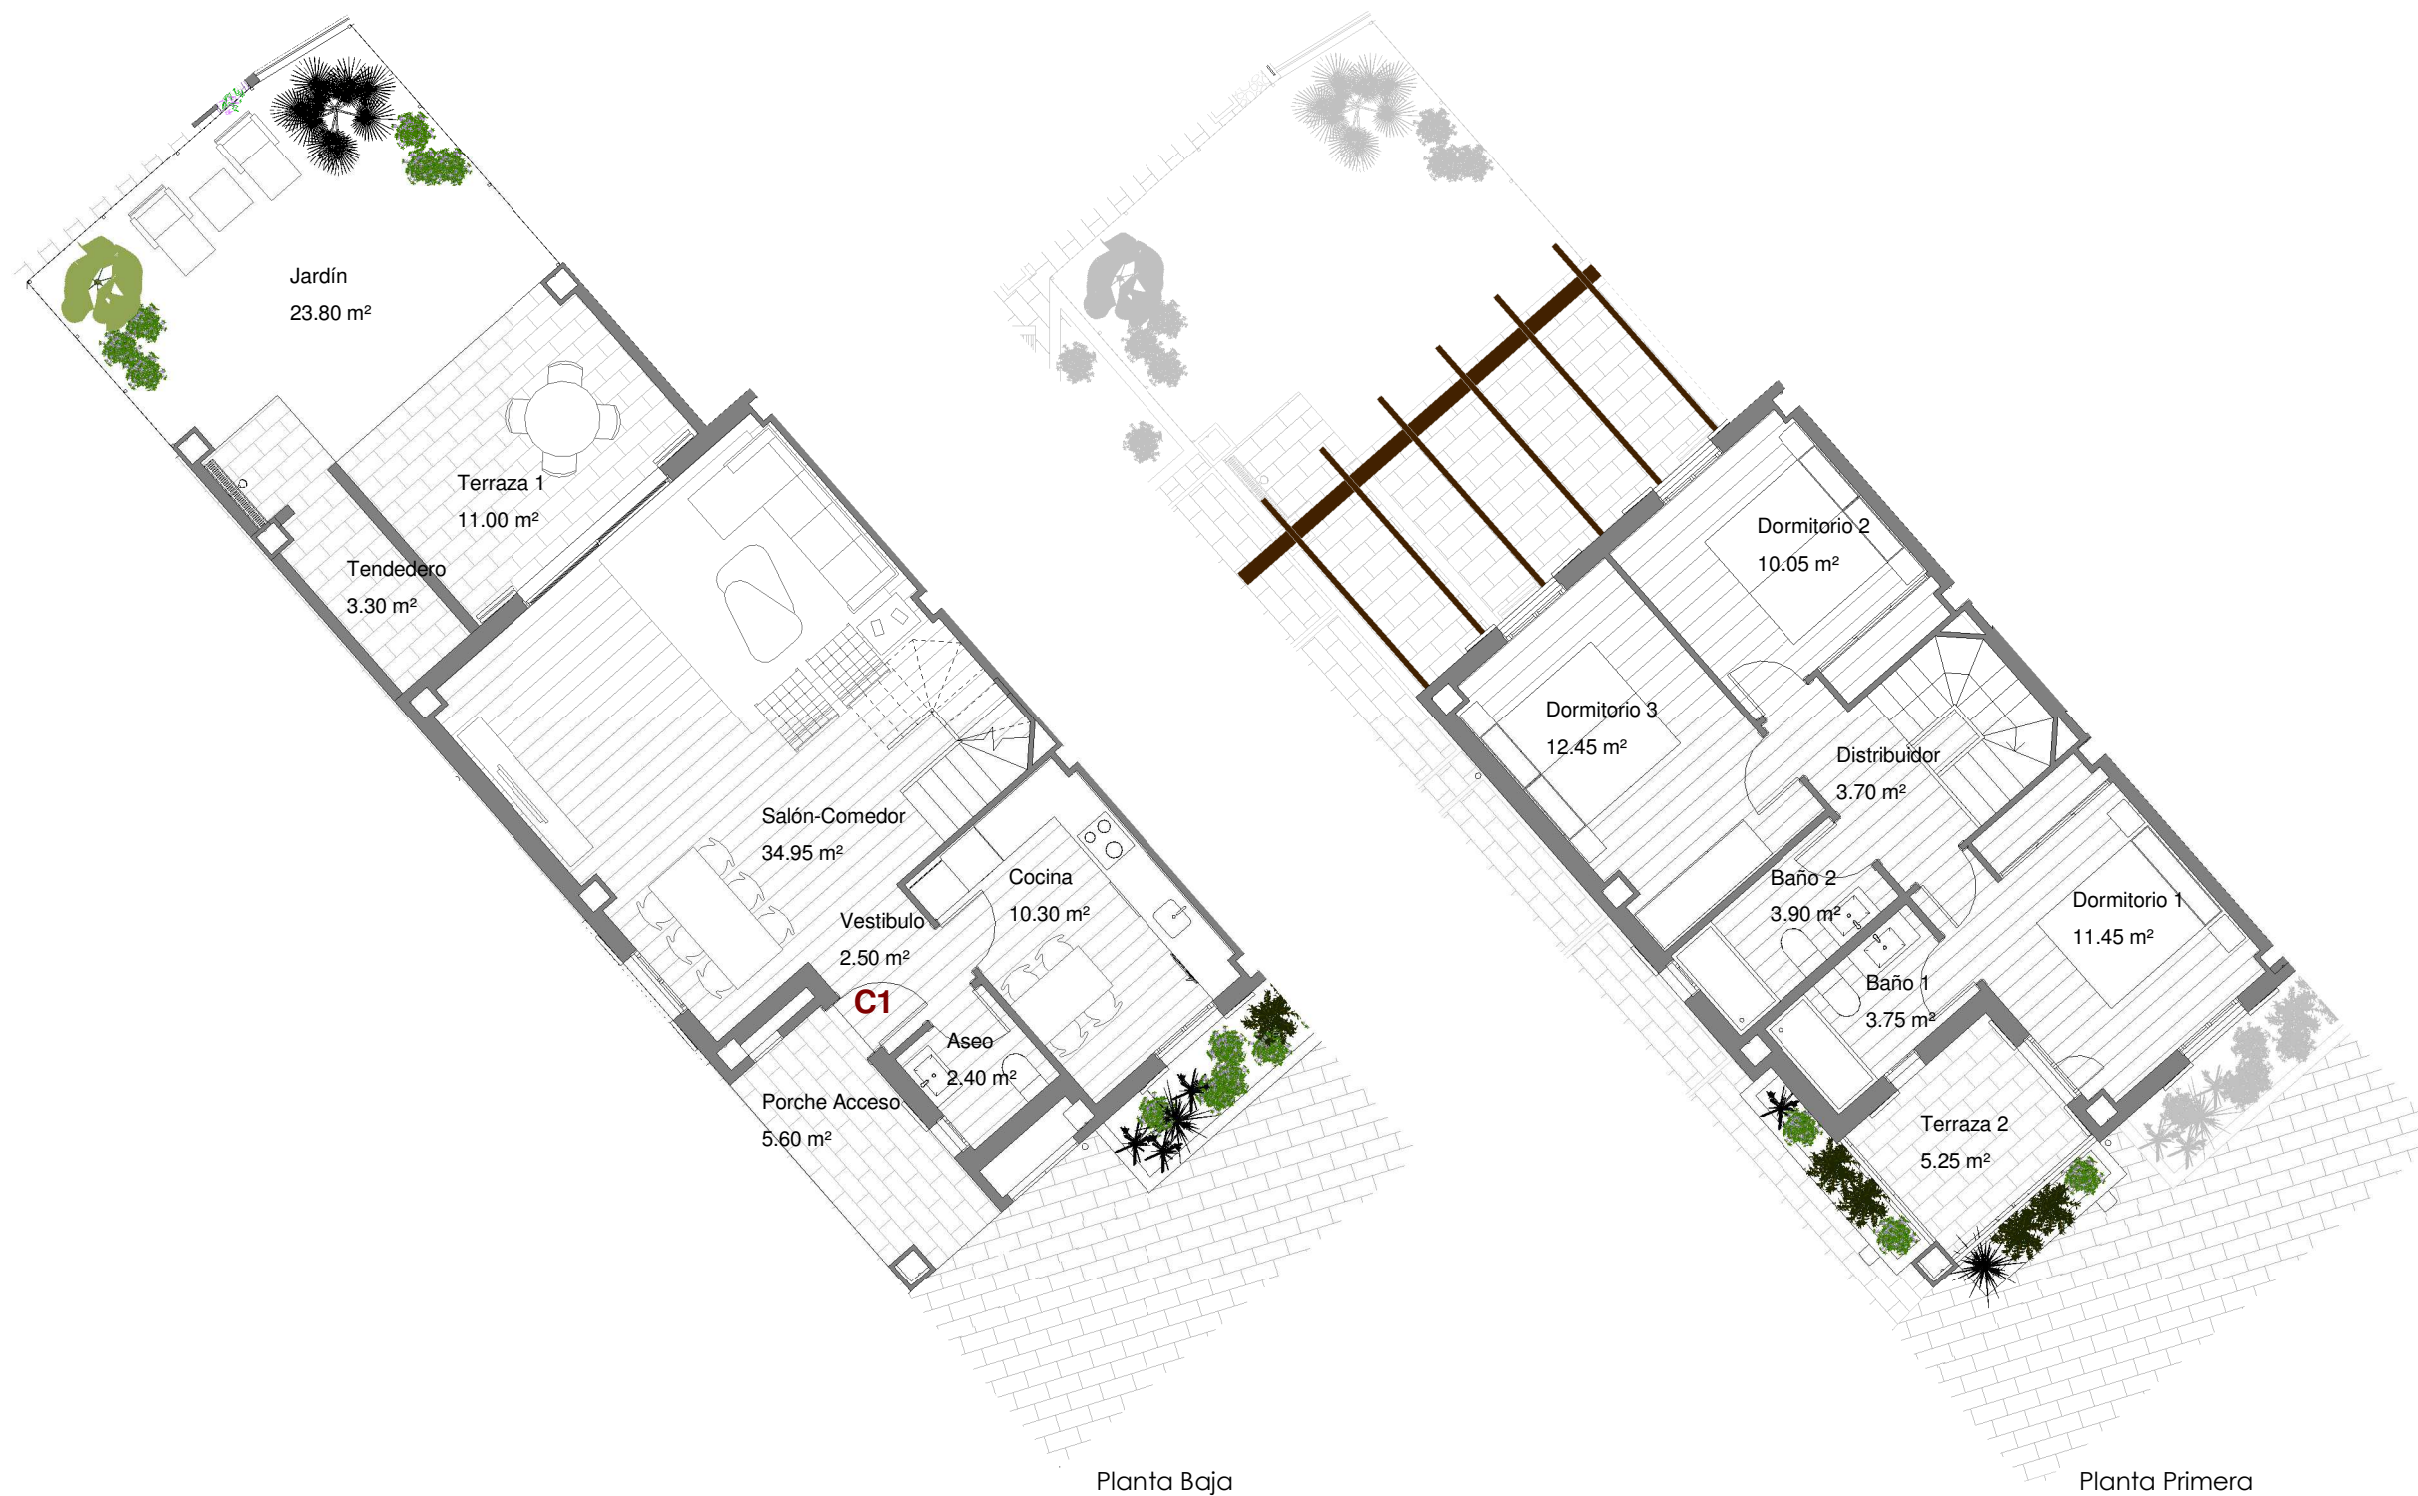 Jardín
23.80 m²
Terraza 1
11.00 m²
Tendedero
3.30 m²
Salón-Comedor
34.95 m²
Cocina
10.30 m²
Vestibulo
2.50 m²
C1
Aseo
2.40 m²
Porche Acceso
5.60 m²
Planta Baja
Dormitorio 2
10.05 m²
Dormitorio 3
12.45 m²
Distribuidor
3.70 m²
Baño 2
3.90 m²
Dormitorio 1
11.45 m²
Baño 1
3.75 m²
Terraza 2
5.25 m²
Planta Primera